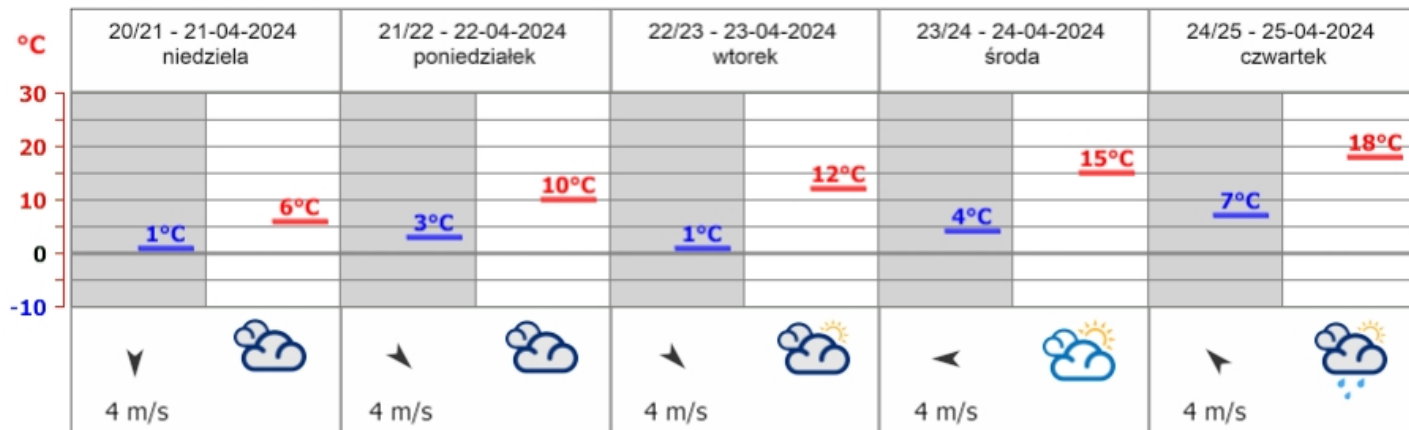 °C
20/21 - 21-04-2024
niedziela
21/22 - 22-04-2024
poniedziałek
22/23 - 23-04-2024
wtorek
23/24 - 24-04-2024
środa
24/25 - 25-04-2024
czwartek
30
20
10
0
-10
1°C
6°C
3°C
10°C
1°C
12°C
4°C
15°C
7°C
18°C
4 m/s
4 m/s
4 m/s
4 m/s
4 m/s